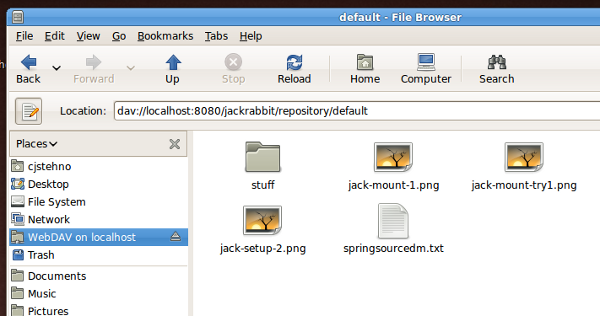 default - File Browser
File Edit View Go Bookmarks Tabs Help
Back Forward Up Stop Reload Home Computer Search
Location: dav://localhost:8080/jackrabbit/repository/default
Places
cjstehno
Desktop
File System
Network
WebDAV on localhost
Trash
Documents
Music
Pictures
stuff jack-mount-1.png jack-mount-try1.png
jack-setup-2.png springsourcedm.txt